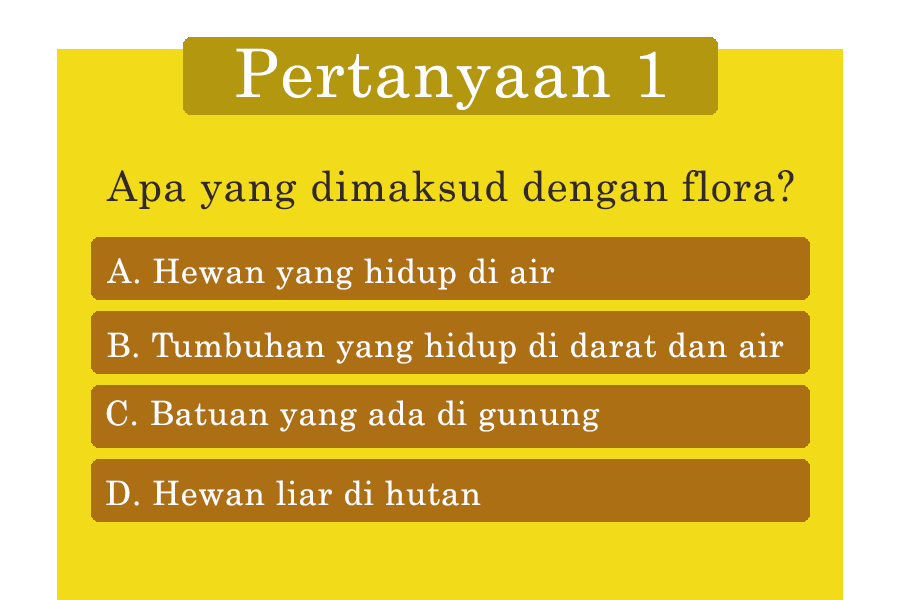 Pertanyaan 1
Apa yang dimaksud dengan flora?
A. Hewan yang hidup di air
B. Tumbuhan yang hidup di darat dan air
C. Batuan yang ada di gunung
D. Hewan liar di hutan